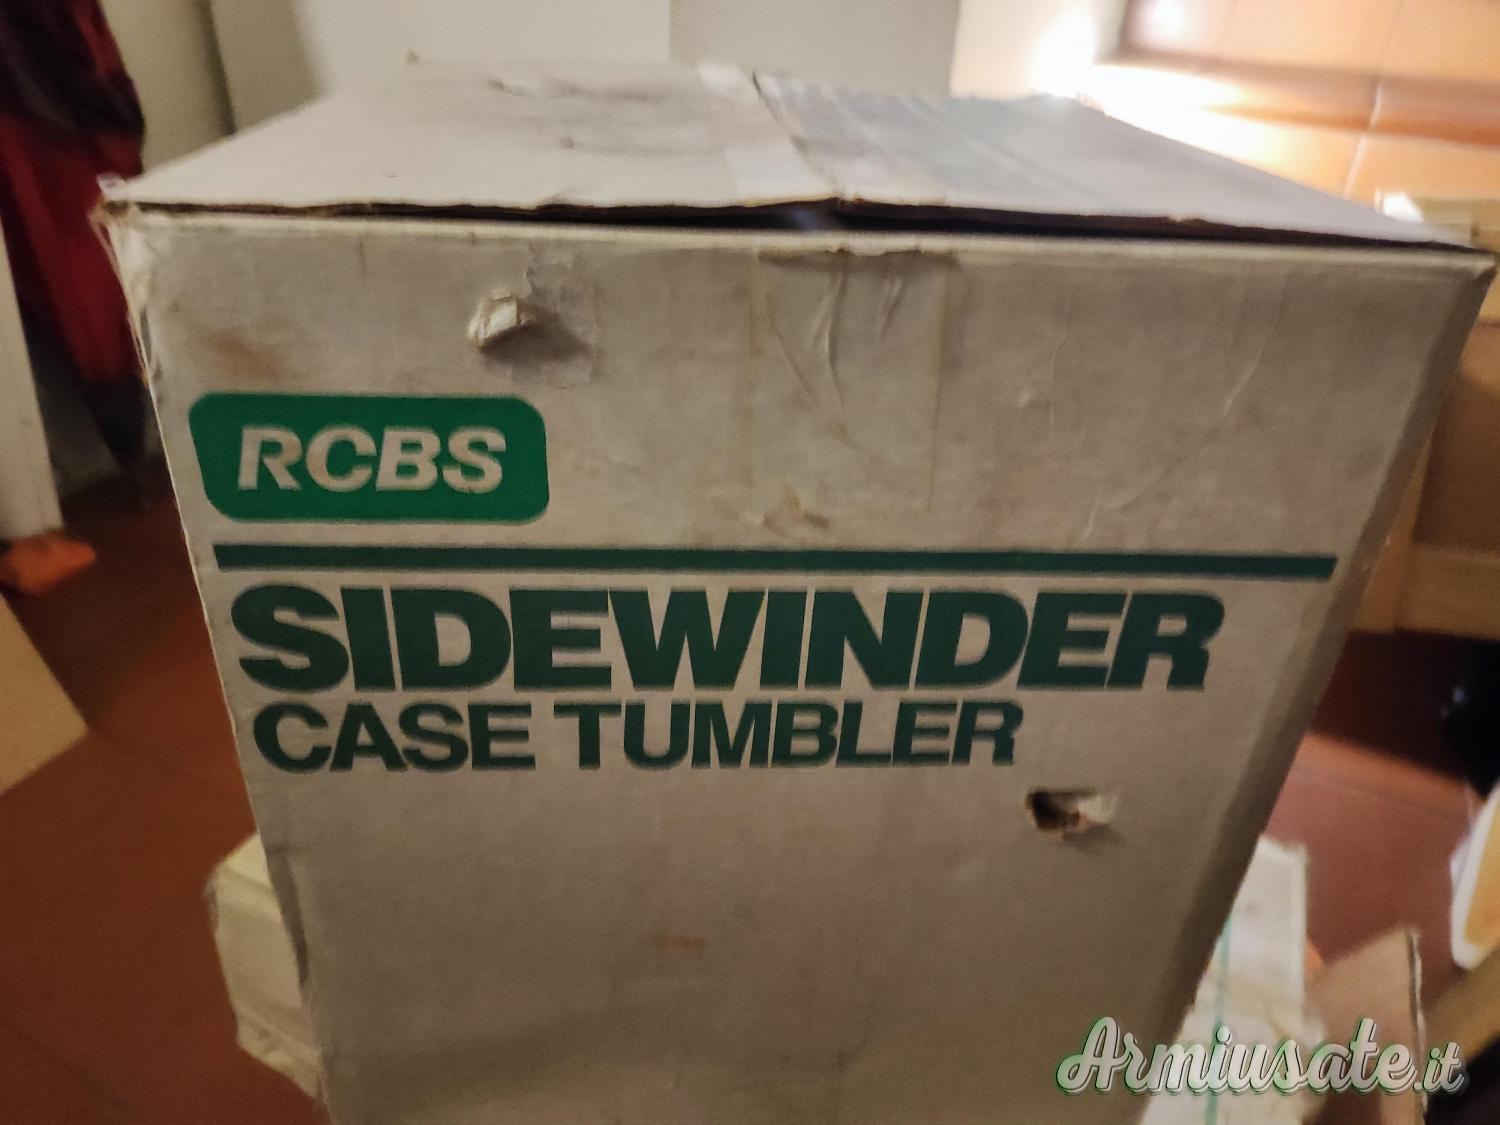 RCBS
SIDEWINDER
CASE TUMBLER
Armiusate.it